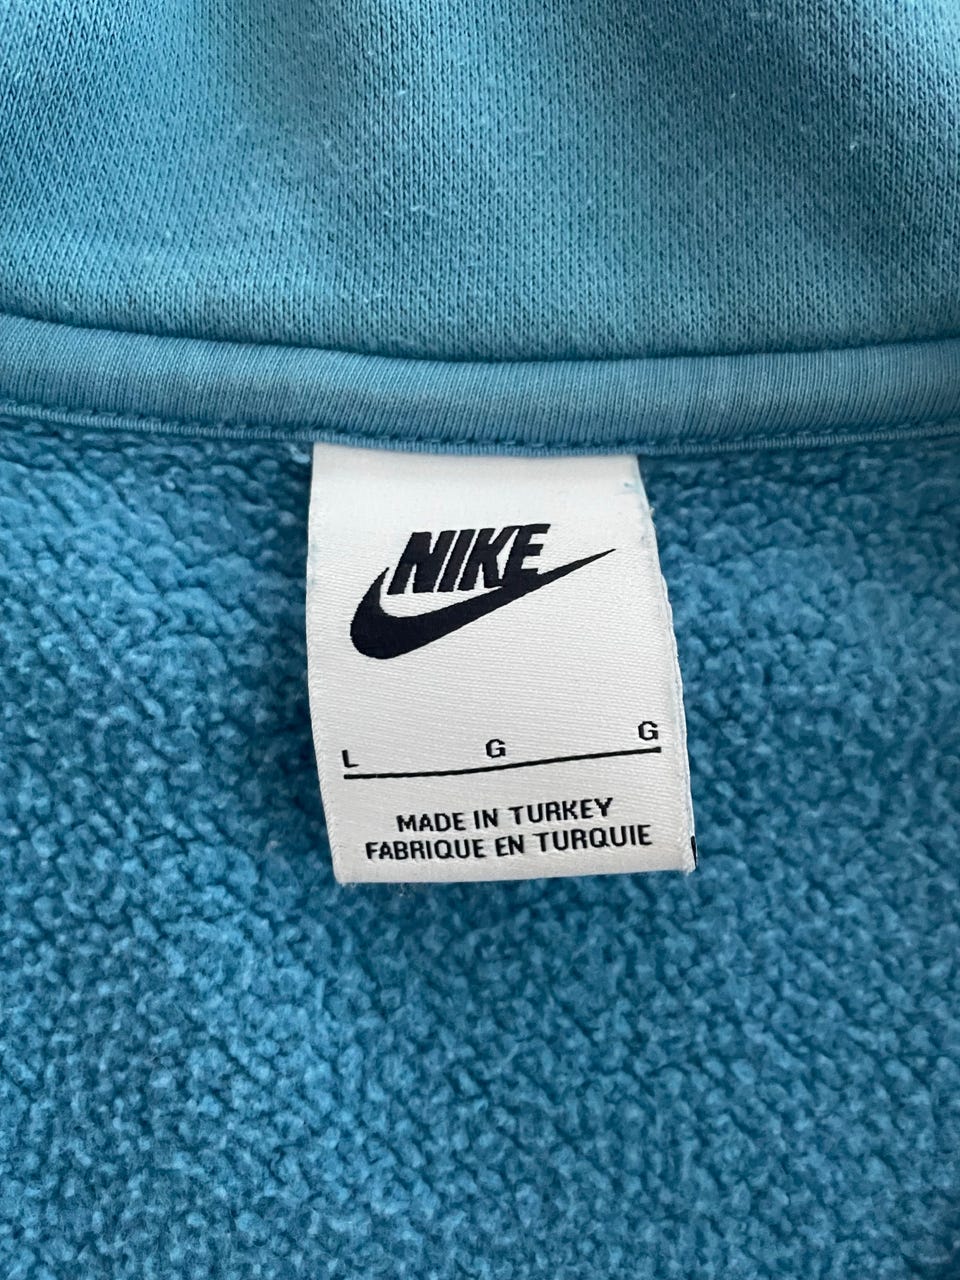 NIKE
L G G
MADE IN TURKEY
FABRIQUE EN TURQUIE